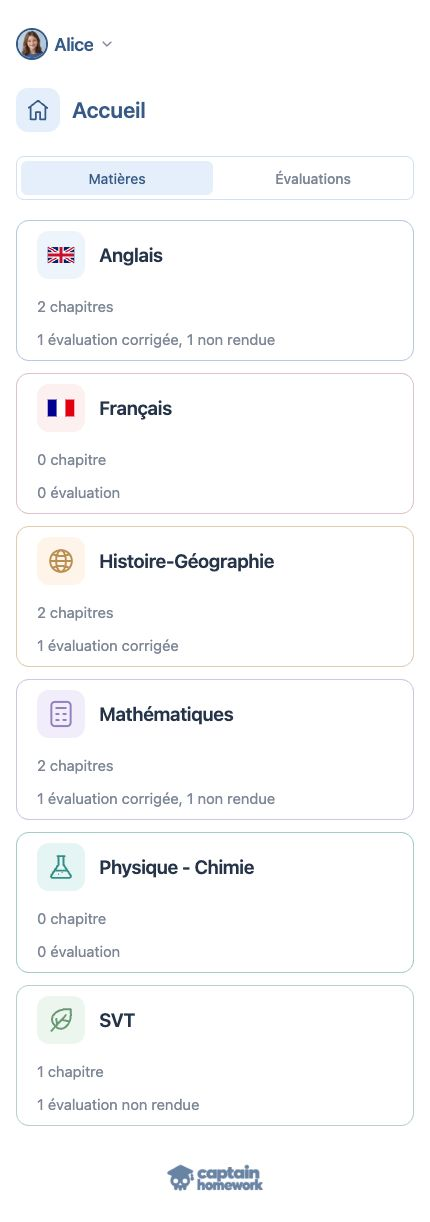 Alice
Accueil
Matières
Évaluations
Anglais
2 chapitres
1 évaluation corrigée, 1 non rendue
Français
0 chapitre
0 évaluation
Histoire-Géographie
2 chapitres
1 évaluation corrigée
Mathématiques
2 chapitres
1 évaluation corrigée, 1 non rendue
Physique - Chimie
0 chapitre
0 évaluation
SVT
1 chapitre
1 évaluation non rendue
captain
homework